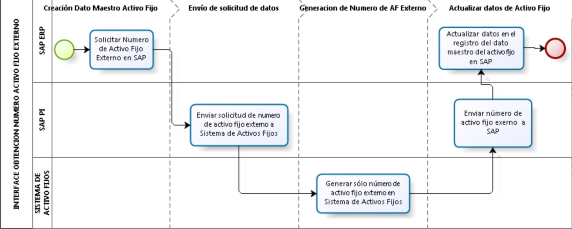 Creación Dato Maestro Activo Fijo
Envío de solicitud de datos
Generacion de Numero de AF Externo
Actualizar datos de Activo Fijo
INTERFACE OBTENCION NUMERO ACTIVO FIJO EXTERNO
SAP ERP
Solicitar Numero
de Activo Fijo
Externo en SAP
Actualizar datos en el
registro del dato
maestro del activofijo
en SAP
SAP PI
Enviar solicitud de numero
de activo fijo externo a
Sistema de Activos Fijos
Enviar número de
activo fijo exerno a
SAP
SISTEMA DE
ACTIVO FIJOS
Generar sólo número de
activo fijo externo en
Sistema de Activos Fijos